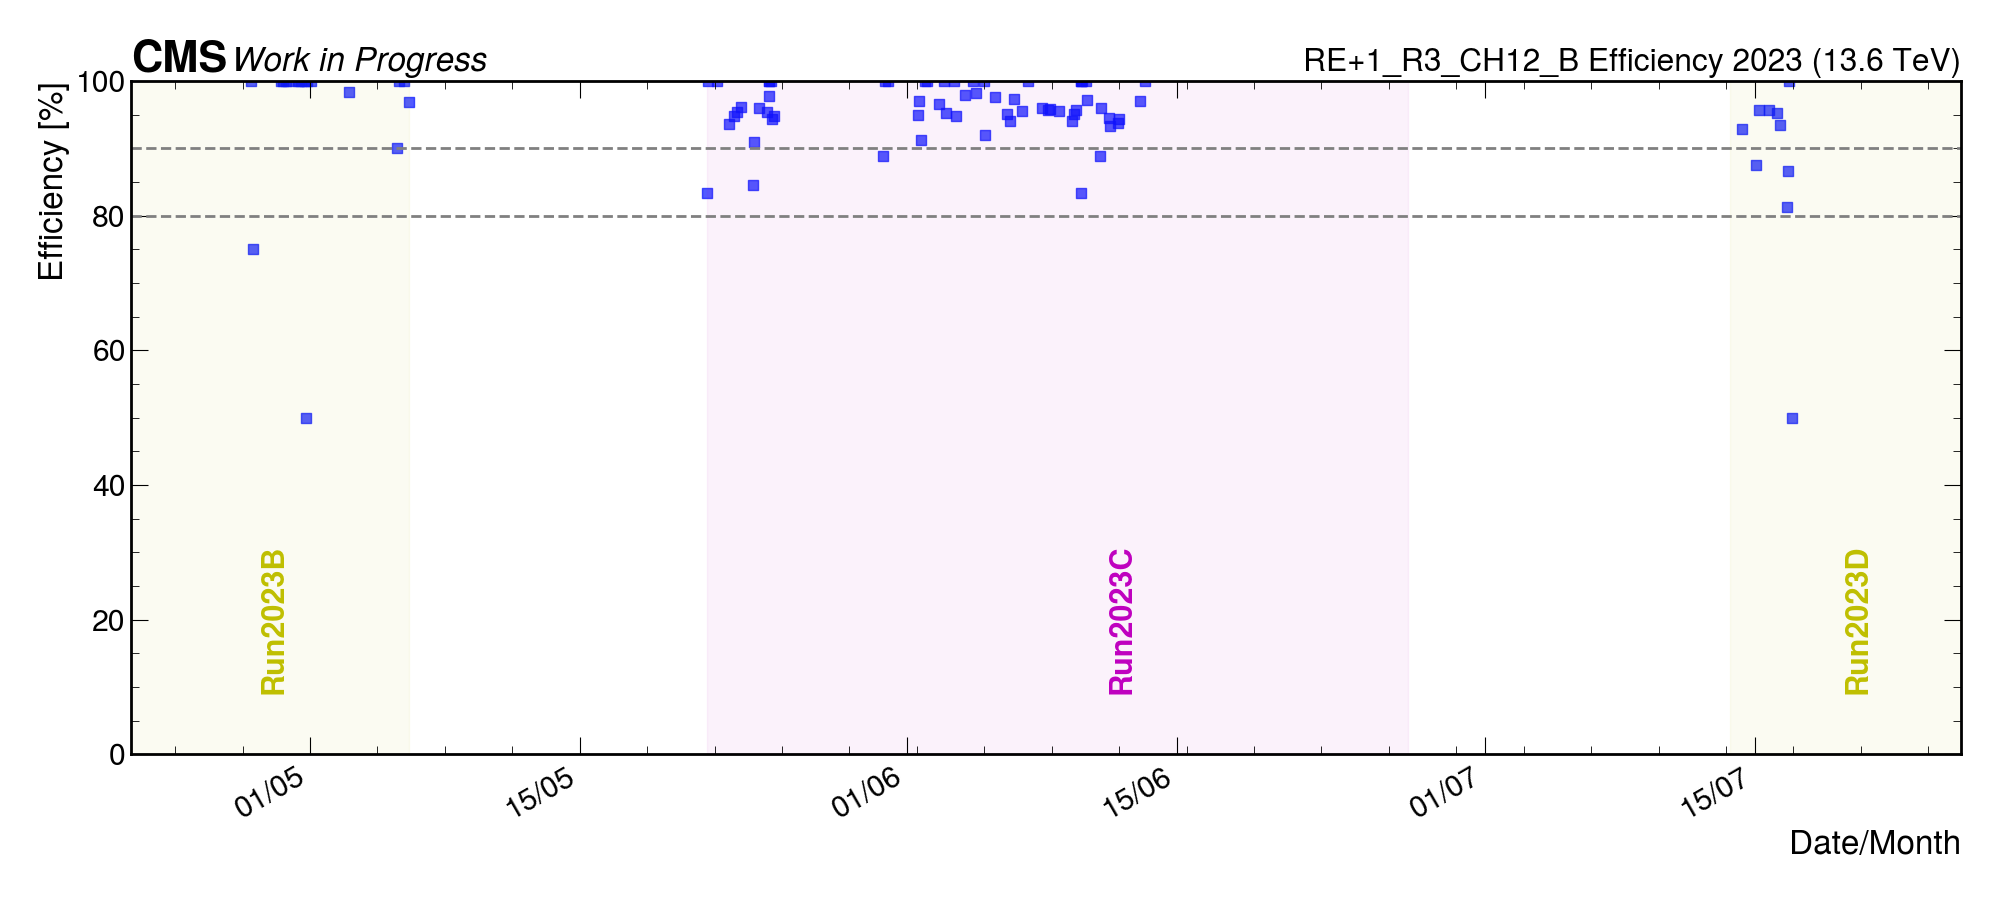 CMS Work in Progress
RE+1_R3_CH12_B Efficiency 2023 (13.6 TeV)
Efficiency [%]
100
80
60
40
20
0
Run2023B
Run2023C
Run2023D
01/05
15/05
01/06
15/06
01/07
15/07
Date/Month